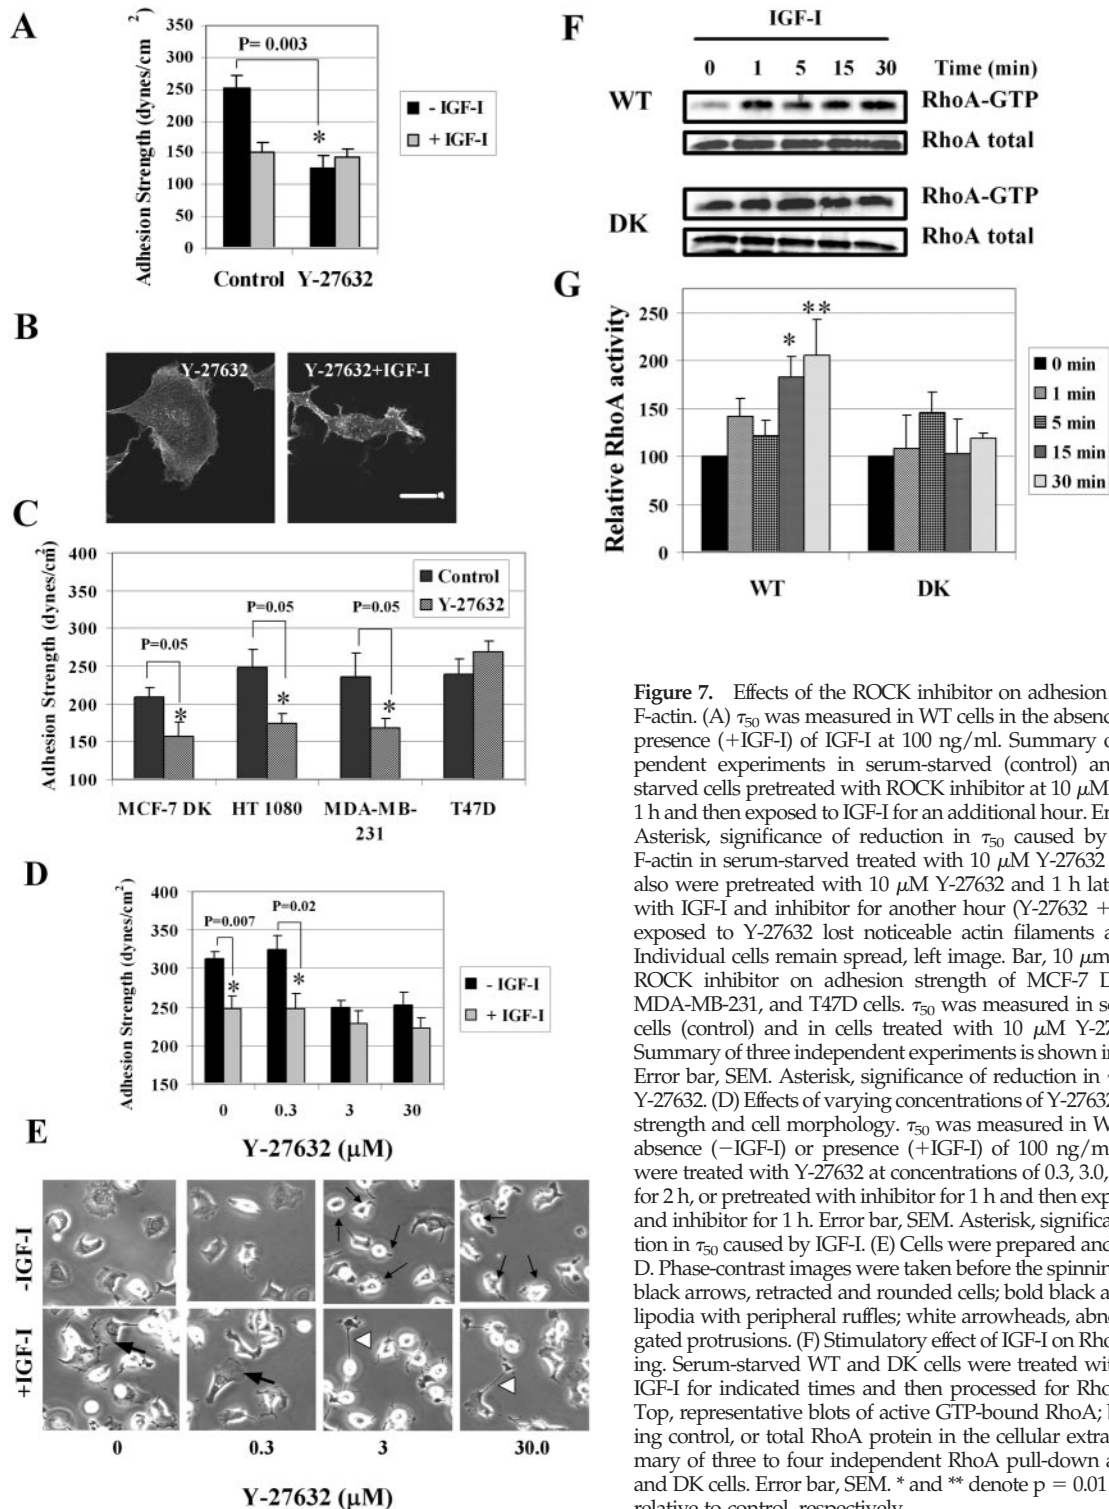 A
Adhesion Strength (dynes/cm2)
350
300
250
200
150
100
50
0
P= 0.003
*
Control Y-27632
- IGF-I
+ IGF-I
B
Y-27632
Y-27632+IGF-I
C
Adhesion Strength (dynes/cm2)
400
350
300
250
200
150
100
P=0.05
*
P=0.05
*
P=0.05
*
Control
Y-27632
MCF-7 DK HT 1080 MDA-MB-231 T47D
D
Adhesion Strength (dynes/cm2)
400
350
300
250
200
150
P=0.007
*
P=0.02
*
- IGF-I
+ IGF-I
0 0.3 3 30
Y-27632 (μM)
E
-IGF-I
+IGF-I
0 0.3 3 30.0
Y-27632 (μM)
F
IGF-I
0 1 5 15 30 Time (min)
WT
RhoA-GTP
RhoA total
DK
RhoA-GTP
RhoA total
G
Relative RhoA activity
250
200
150
100
50
0
*
**
WT DK
0 min
1 min
5 min
15 min
30 min
Figure 7. Effects of the ROCK inhibitor on adhesion
F-actin. (A) τ50 was measured in WT cells in the absenc
presence (+IGF-I) of IGF-I at 100 ng/ml. Summary o
pendent experiments in serum-starved (control) an
starved cells pretreated with ROCK inhibitor at 10 μM
1 h and then exposed to IGF-I for an additional hour. Er
Asterisk, significance of reduction in τ50 caused by
F-actin in serum-starved treated with 10 μM Y-27632
also were pretreated with 10 μM Y-27632 and 1 h lat
with IGF-I and inhibitor for another hour (Y-27632 +
exposed to Y-27632 lost noticeable actin filaments a
Individual cells remain spread, left image. Bar, 10 μm
ROCK inhibitor on adhesion strength of MCF-7 D
MDA-MB-231, and T47D cells. τ50 was measured in se
cells (control) and in cells treated with 10 μM Y-27
Summary of three independent experiments is shown in
Error bar, SEM. Asterisk, significance of reduction in
Y-27632. (D) Effects of varying concentrations of Y-27632
strength and cell morphology. τ50 was measured in W
absence (−IGF-I) or presence (+IGF-I) of 100 ng/m
were treated with Y-27632 at concentrations of 0.3, 3.0,
for 2 h, or pretreated with inhibitor for 1 h and then exp
and inhibitor for 1 h. Error bar, SEM. Asterisk, significa
tion in τ50 caused by IGF-I. (E) Cells were prepared and
D. Phase-contrast images were taken before the spinnin
black arrows, retracted and rounded cells; bold black a
lipodia with peripheral ruffles; white arrowheads, abno
gated protrusions. (F) Stimulatory effect of IGF-I on Rho
ing. Serum-starved WT and DK cells were treated wit
IGF-I for indicated times and then processed for Rho
Top, representative blots of active GTP-bound RhoA;
ing control, or total RhoA protein in the cellular extra
mary of three to four independent RhoA pull-down a
and DK cells. Error bar, SEM. * and ** denote p = 0.01
relative to control, respectively.